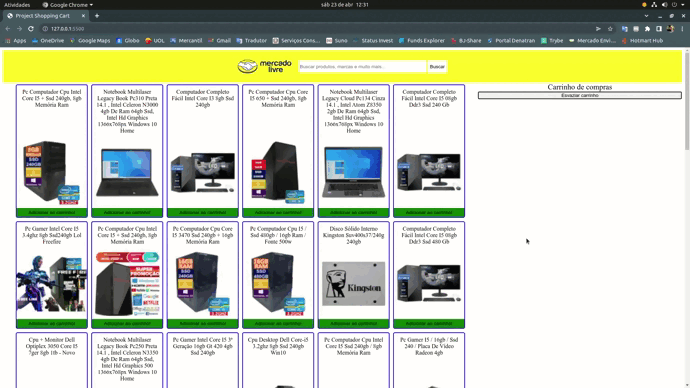 Atividades
Google Chrome
sáb 23 de abr 12:31
Project Shopping Cart
127.0.0.1:5500
Apps
OneDrive
Google Maps
Globo
UOL
Mercantil
Gmail
Tradutor
Serviços Cons...
Suno
Status Invest
Funds Explorer
BJ-Share
Portal Denatran
Trybe
Mercado Envi...
Hotmart Hub
mercado
livre
Buscar produtos, marcas e muito mais...
Buscar
Pc Computador Cpu Intel
Core I5 + Ssd 240gb, 8gb
Memória Ram
Adicionar ao carrinho!
Notebook Multilaser
Legacy Book Pc310 Preta
14.1 , Intel Celeron N3000
4gb De Ram 64gb Ssd,
Intel Hd Graphics
1366x768px Windows 10
Home
Adicionar ao carrinho!
Computador Completo
Fácil Intel Core I3 8gb Ssd
240gb
Adicionar ao carrinho!
Pc Computador Cpu Core
I5 650 + Ssd 240gb, 8gb
Memória Ram
Adicionar ao carrinho!
Notebook Multilaser
Legacy Cloud Pc134 Cinza
14.1 , Intel Atom Z8350
2gb De Ram 64gb Ssd,
Intel Hd Graphics
1366x768px Windows 10
Home
Adicionar ao carrinho!
Computador Completo
Fácil Intel Core I5 08gb
Ddr3 Ssd 240 Gb
Adicionar ao carrinho!
Carrinho de compras
Esvaziar carrinho
Pc Gamer Intel Core I5
3.4ghz 8gb Ssd240gb Lol
Freefire
Adicionar ao carrinho!
Pc Computador Cpu Intel
Core I5 + Ssd 240gb, 8gb
Memória Ram
SUPER
PROMOÇÃO
Google
NETFLIX
Adicionar ao carrinho!
Pc Computador Cpu Core
I5 3470 Ssd 240gb + 16gb
Memória Ram
Adicionar ao carrinho!
Pc Computador Cpu I5 /
Ssd 480gb / 16gb Ram /
Fonte 500w
Adicionar ao carrinho!
Disco Sólido Interno
Kingston Sa400s37/240g
240gb
Kingston
Adicionar ao carrinho!
Computador Completo
Fácil Intel Core I5 08gb
Ddr3 Ssd 480 Gb
Adicionar ao carrinho!
Cpu + Monitor Dell
Optiplex 3050 Core I5
7ger 8gb 1tb - Novo
Notebook Multilaser
Legacy Book Pc250 Preta
14.1 , Intel Celeron N3350
4gb De Ram 64gb Ssd,
Intel Hd Graphics 500
1366x768px Windows 10
Home
Pc Gamer Intel Core I5 3ª
Geração 16gb Gt 420 4gb
Ssd 240gb
Cpu Desktop Dell Core-i5
3.2ghz 8gb Ssd 240gb
Win10
Pc Computador Cpu Intel
Core I5 Ssd 240gb / 8gb
Memória Ram
Pc Gamer I5 / 16gb / Ssd
240 / Placa De Vídeo
Radeon 4gb